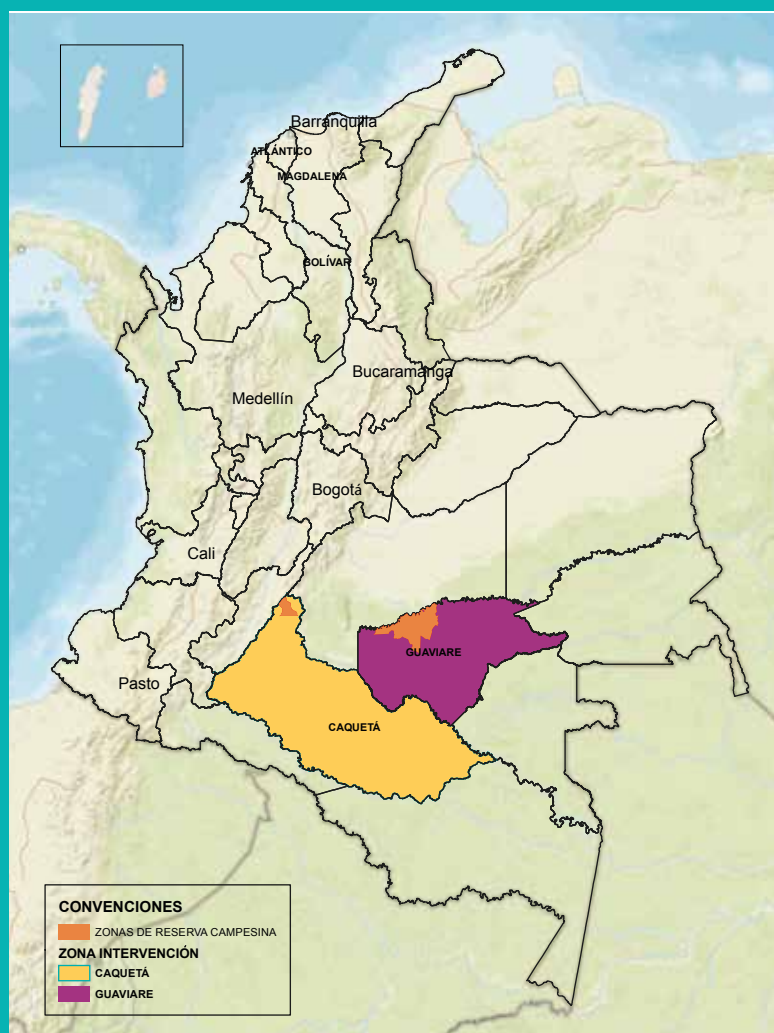 Barranquilla
ATLÁNTICO
MAGDALENA
BOLÍVAR
Bucaramanga
Medellín
Bogotá
Cali
GUAVIARE
Pasto
CAQUETÁ
CONVENCIONES
ZONAS DE RESERVA CAMPESINA
ZONA INTERVENCIÓN
CAQUETÁ
GUAVIARE